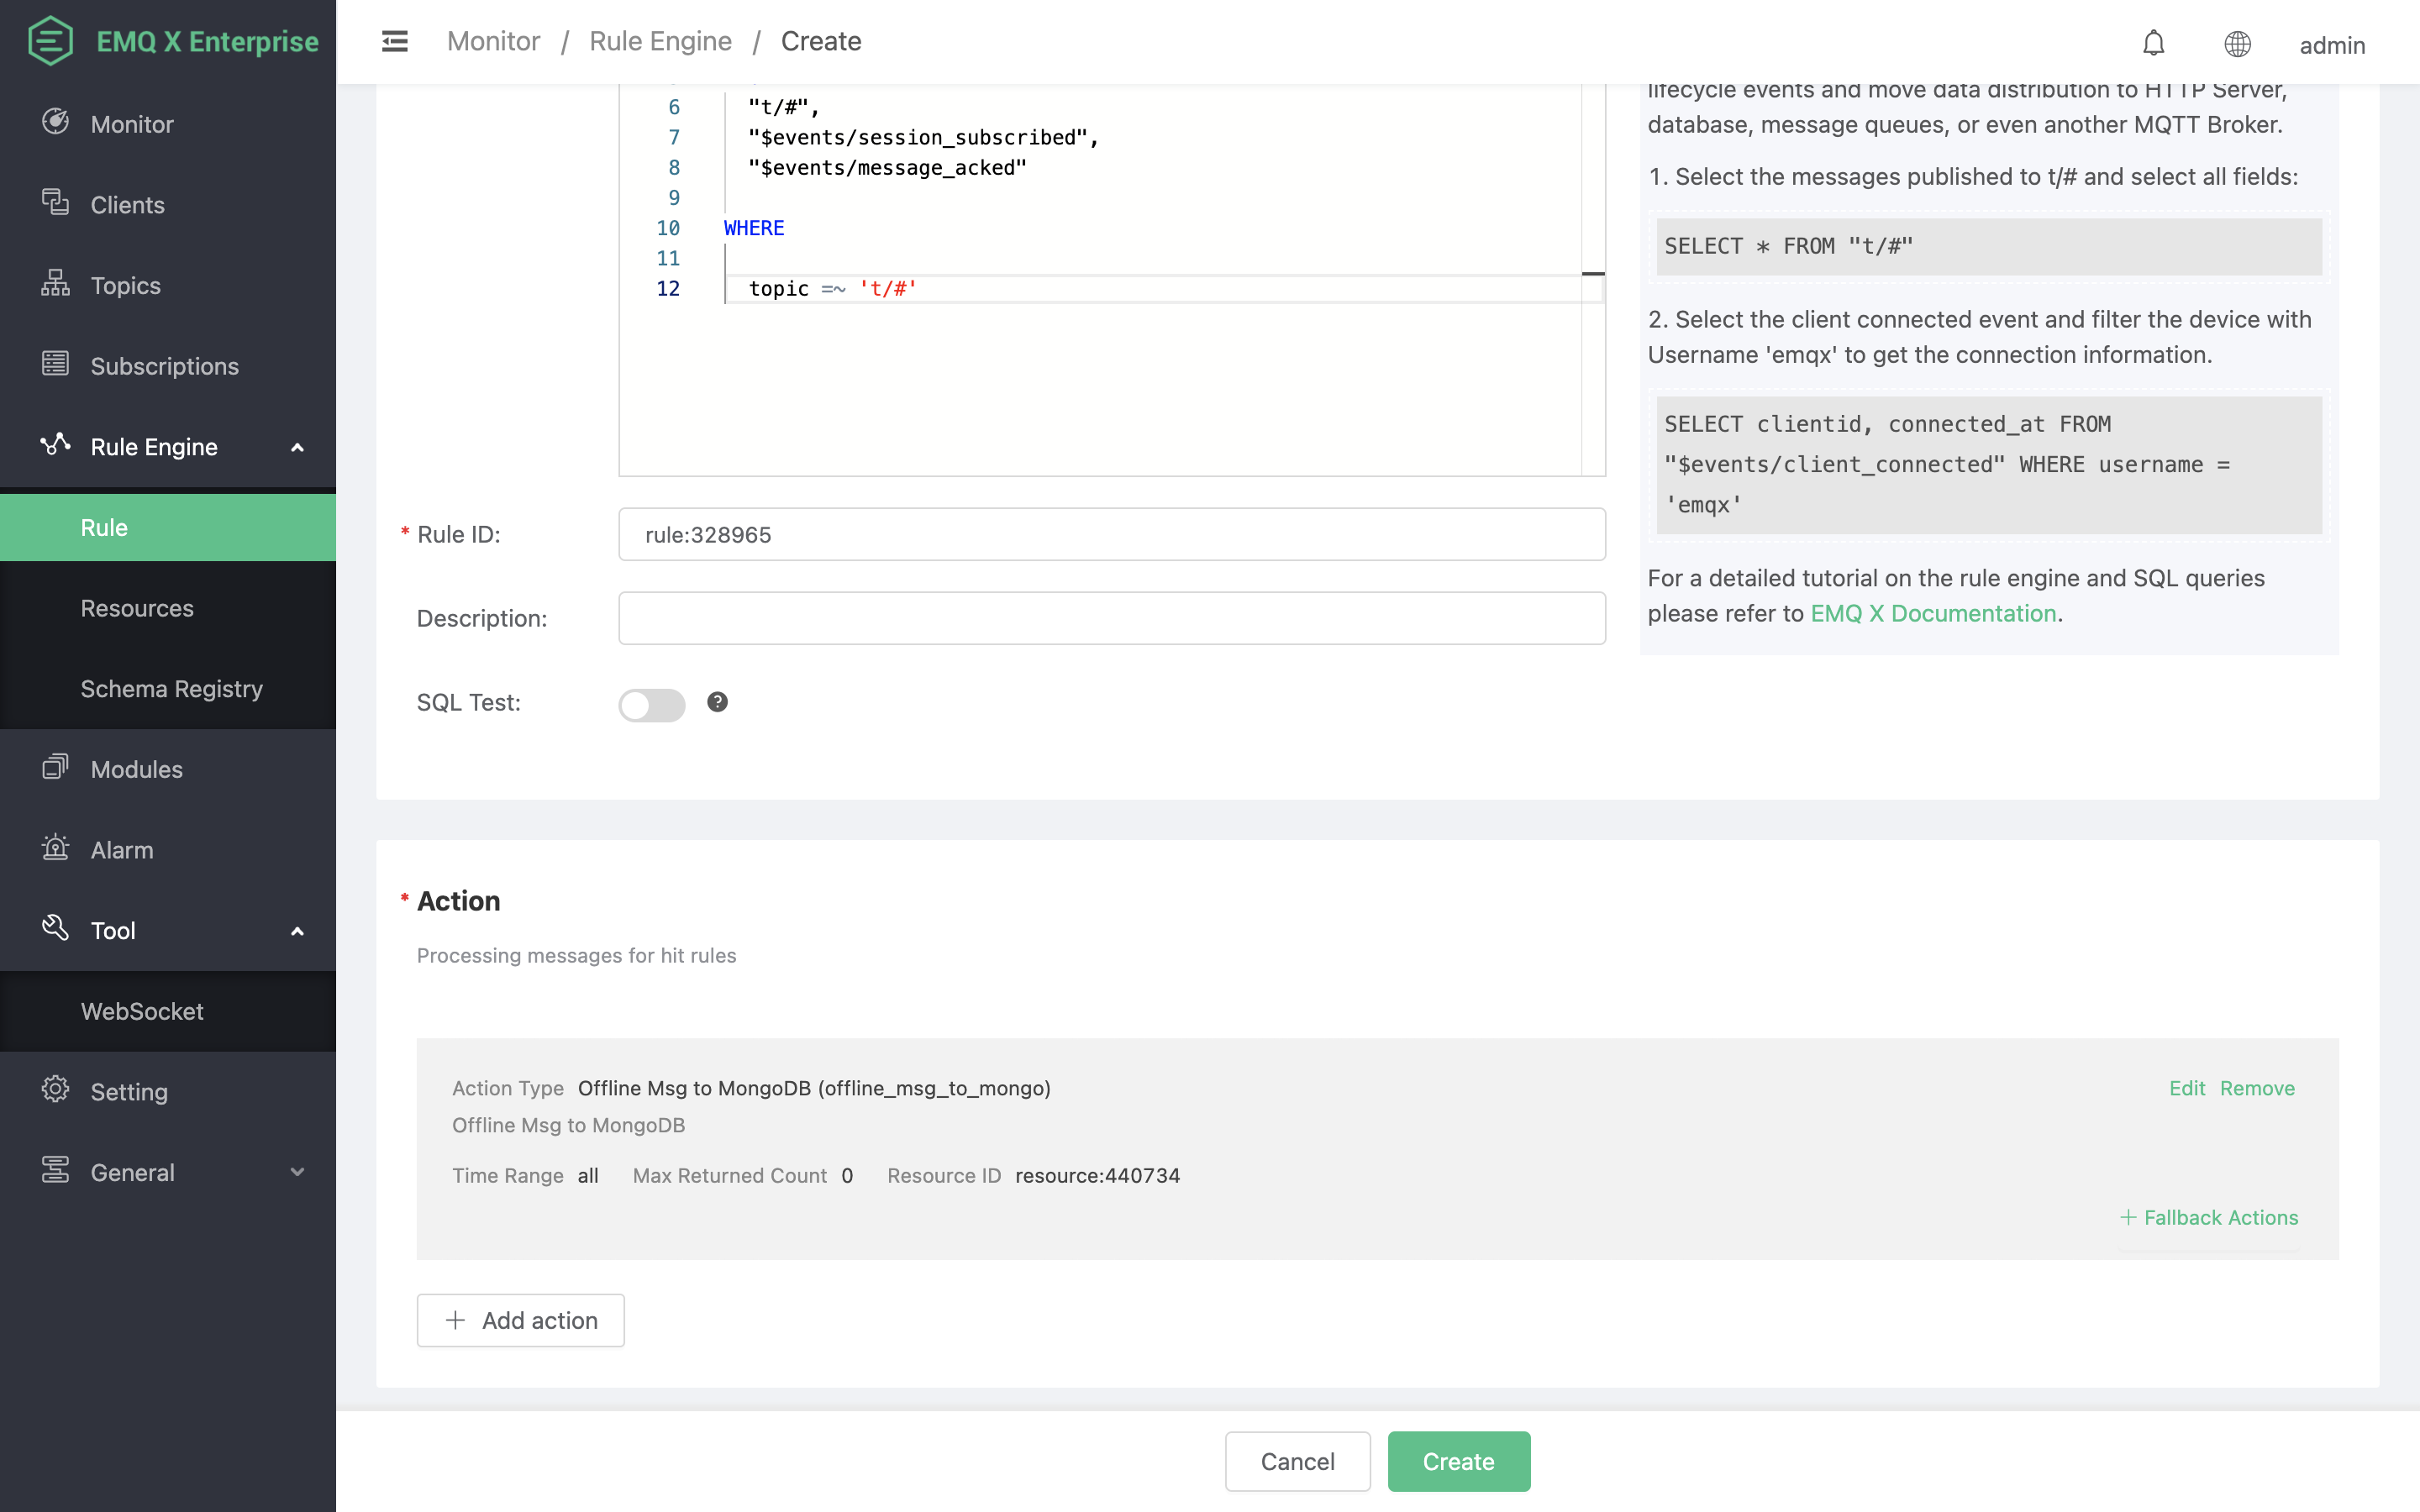 EMQ X Enterprise
Monitor
Clients
Topics
Subscriptions
Rule Engine
Rule
Resources
Schema Registry
Modules
Alarm
Tool
WebSocket
Setting
General
Monitor / Rule Engine / Create
admin
6 "t/#",
7 "$events/session_subscribed",
8 "$events/message_acked"
9
10 WHERE
11
12 topic =~ 't/#'
* Rule ID: rule:328965
Description:
SQL Test:
lifecycle events and move data distribution to HTTP Server,
database, message queues, or even another MQTT Broker.
1. Select the messages published to t/# and select all fields:
SELECT * FROM "t/#"
2. Select the client connected event and filter the device with
Username 'emqx' to get the connection information.
SELECT clientid, connected_at FROM
"$events/client_connected" WHERE username =
'emqx'
For a detailed tutorial on the rule engine and SQL queries
please refer to EMQ X Documentation.
* Action
Processing messages for hit rules
Action Type Offline Msg to MongoDB (offline_msg_to_mongo)
Edit Remove
Offline Msg to MongoDB
Time Range all Max Returned Count 0 Resource ID resource:440734
+ Fallback Actions
+ Add action
Cancel
Create